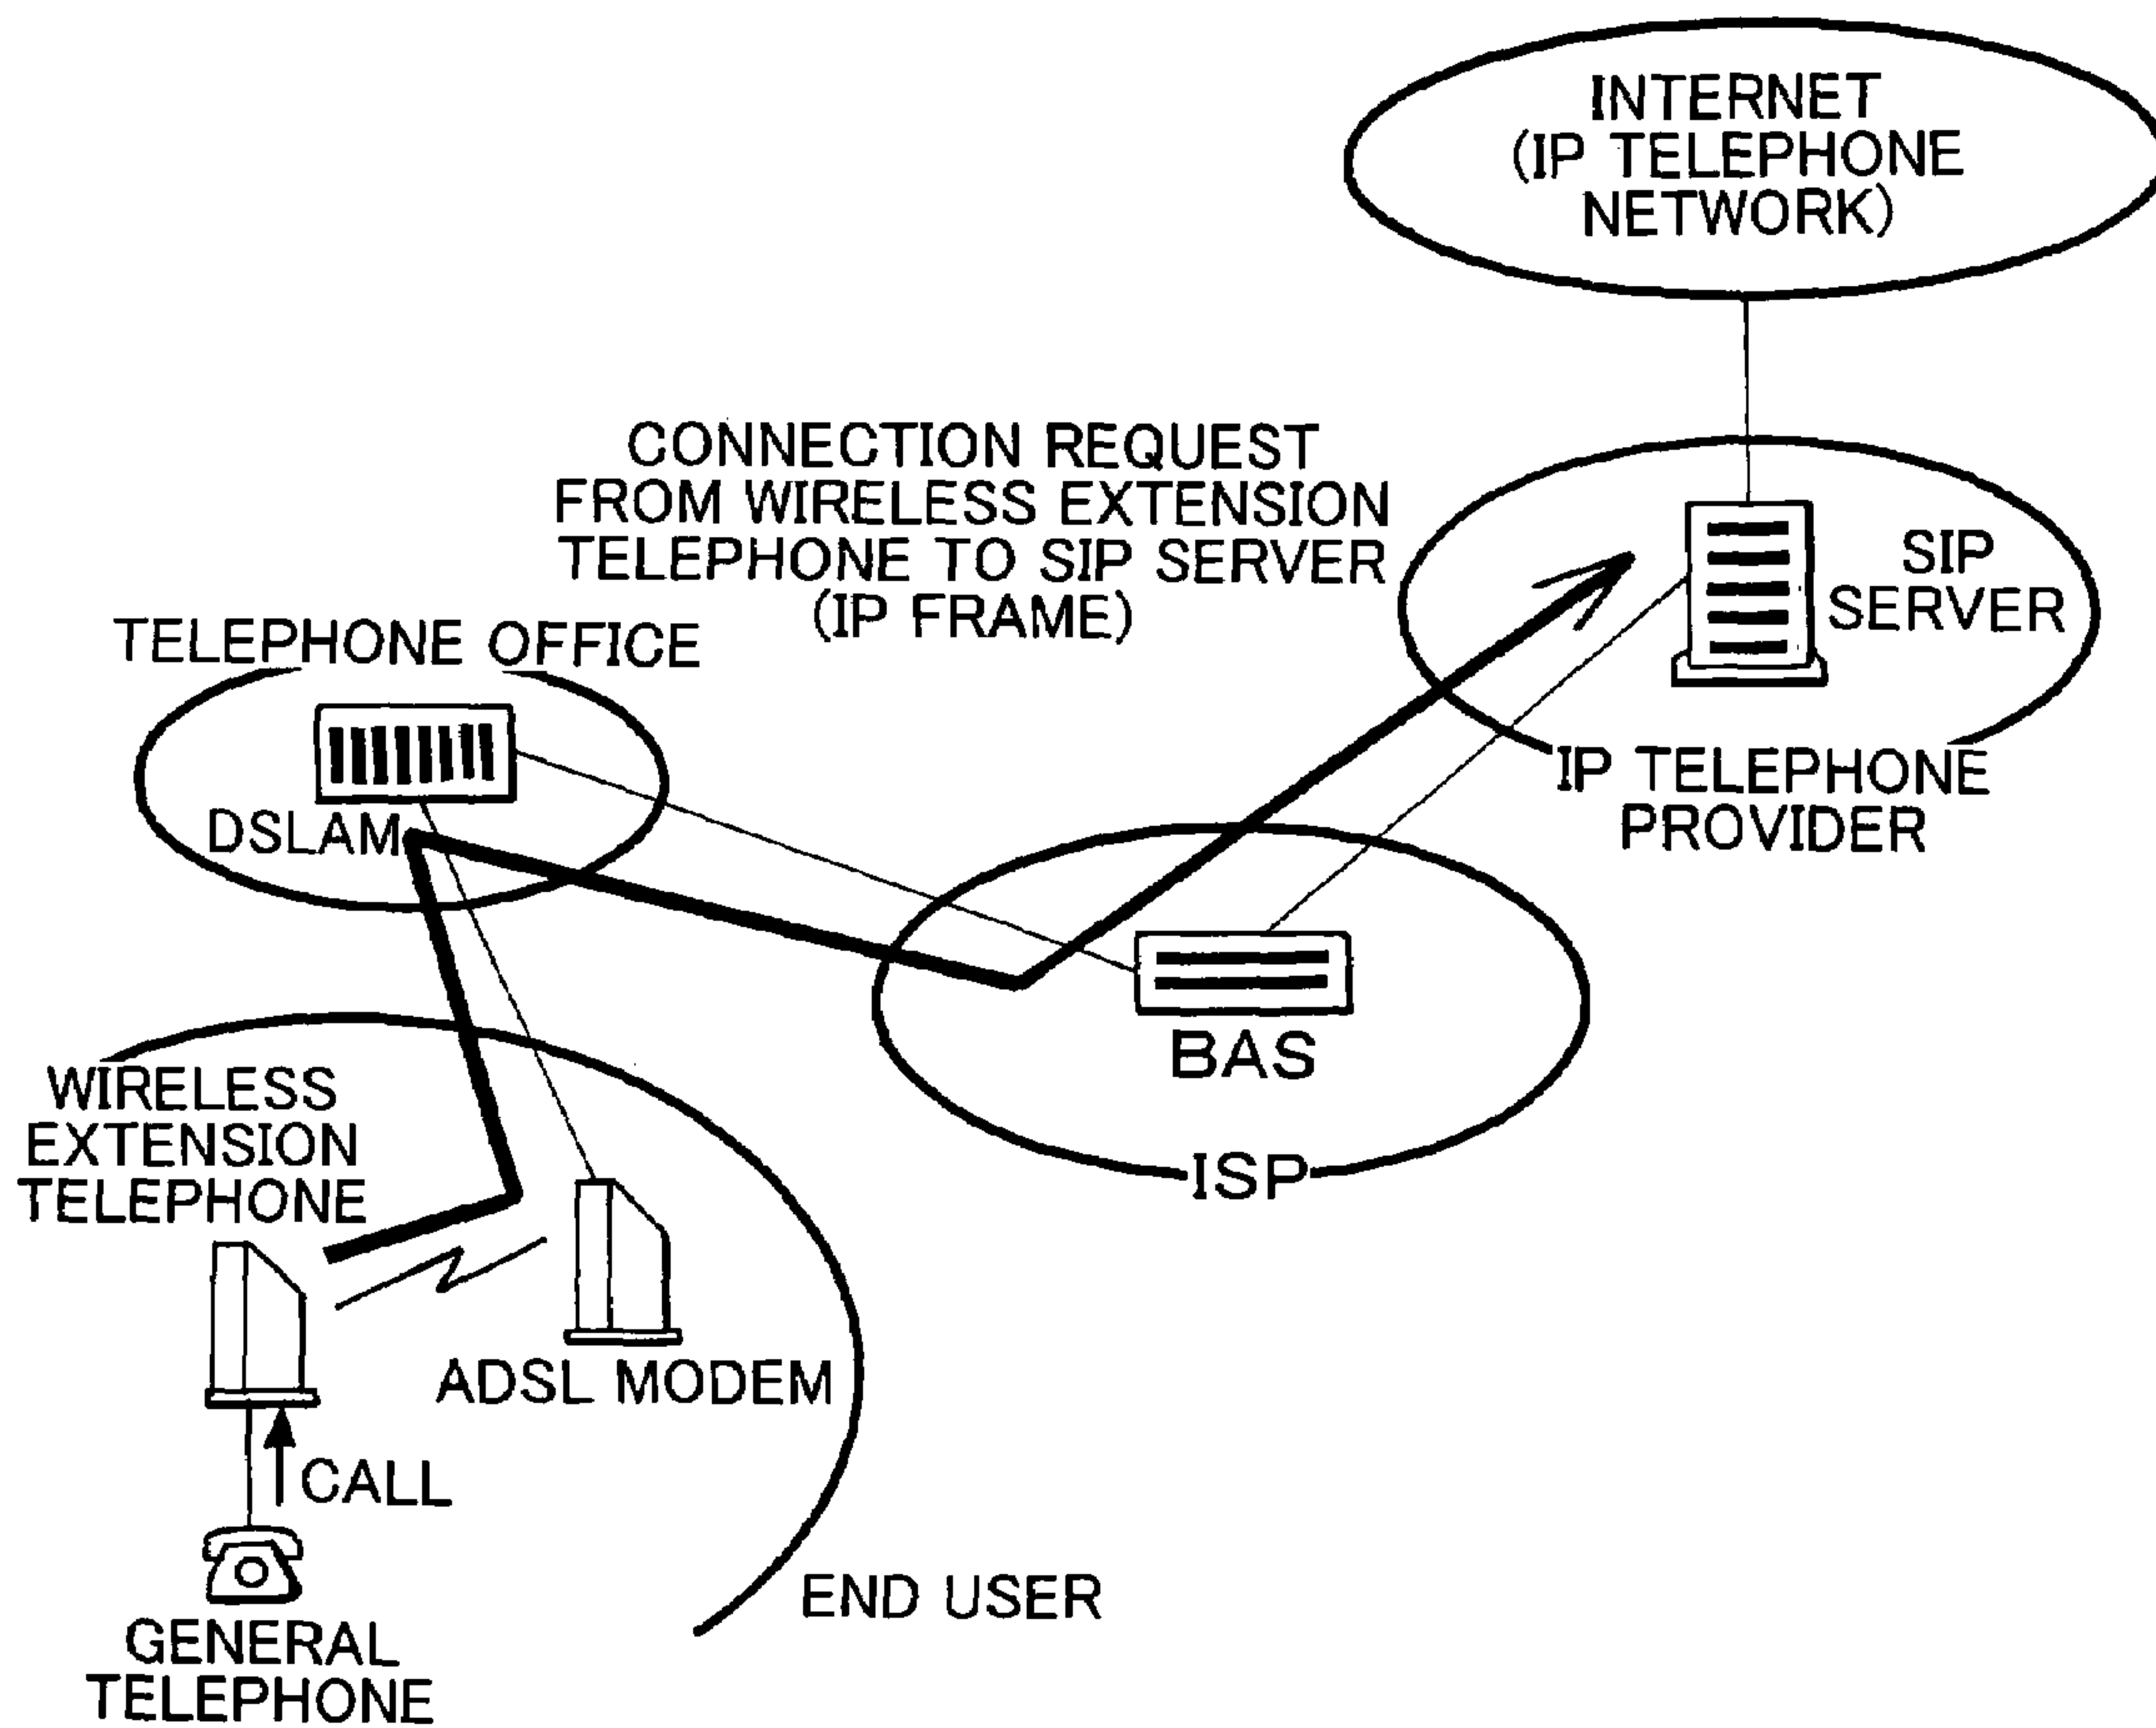 INTERNET
(IP TELEPHONE
NETWORK)
CONNECTION REQUEST
FROM WIRELESS EXTENSION
TELEPHONE TO SIP SERVER
(IP FRAME)
SIP
SERVER
TELEPHONE OFFICE
DSLAM
IP TELEPHONE
PROVIDER
BAS
ISP
WIRELESS
EXTENSION
TELEPHONE
ADSL MODEM
CALL
END USER
GENERAL
TELEPHONE